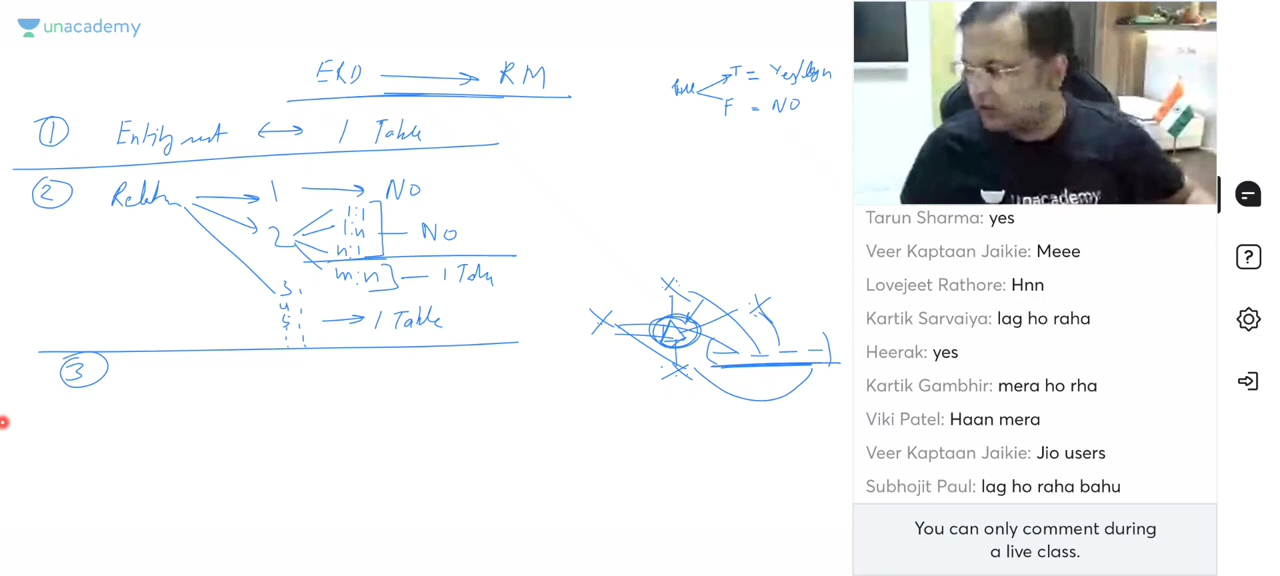 unacademy
ERD → RM
T = Yes
F = NO
① Entity set ↔ 1 Table
② Relatn → 1 → NO
→ 2
1:1
1:n
n:1
NO
m:n
1 Table
3
4
5
→ 1 Table
③
unacademy
Tarun Sharma: yes
Veer Kaptaan Jaikie: Meee
Lovejeet Rathore: Hnn
Kartik Sarvaiya: lag ho raha
Heerak: yes
Kartik Gambhir: mera ho rha
Viki Patel: Haan mera
Veer Kaptaan Jaikie: Jio users
Subhojit Paul: lag ho raha bahu
You can only comment during
a live class.